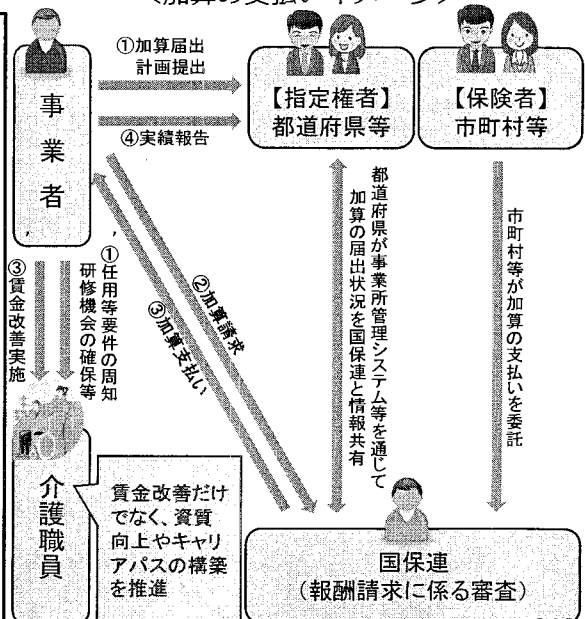 〈加算の支払いイメージ〉
①加算届出
計画提出
④実績報告
事業者
【指定権者】
都道府県等
【保険者】
市町村等
③賃金改善実施
①任用等要件の周知
研修機会の確保等
②加算請求
③加算支払い
都道府県が事業所管理システム等を通じて
加算の届出状況を国保連と情報共有
市町村等が加算の支払いを委託
介護職員
賃金改善だけ
でなく、資質
向上やキャリ
アパスの構築
を推進
国保連
（報酬請求に係る審査）